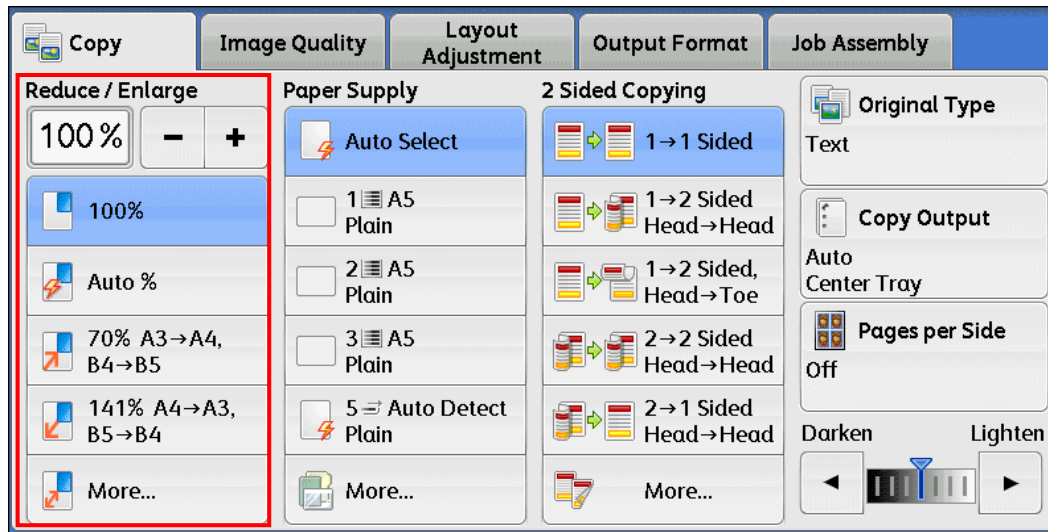 Copy
Image Quality
Layout
Adjustment
Output Format
Job Assembly
Reduce / Enlarge
100%
−
+
100%
Auto %
70% A3→A4,
B4→B5
141% A4→A3,
B5→B4
More...
Paper Supply
Auto Select
1 A5
Plain
2 A5
Plain
3 A5
Plain
5 Auto Detect
Plain
More...
2 Sided Copying
1→1 Sided
1→2 Sided
Head→Head
1→2 Sided,
Head→Toe
2→2 Sided
Head→Head
2→1 Sided
Head→Head
More...
Original Type
Text
Copy Output
Auto
Center Tray
Pages per Side
Off
Darken Lighten